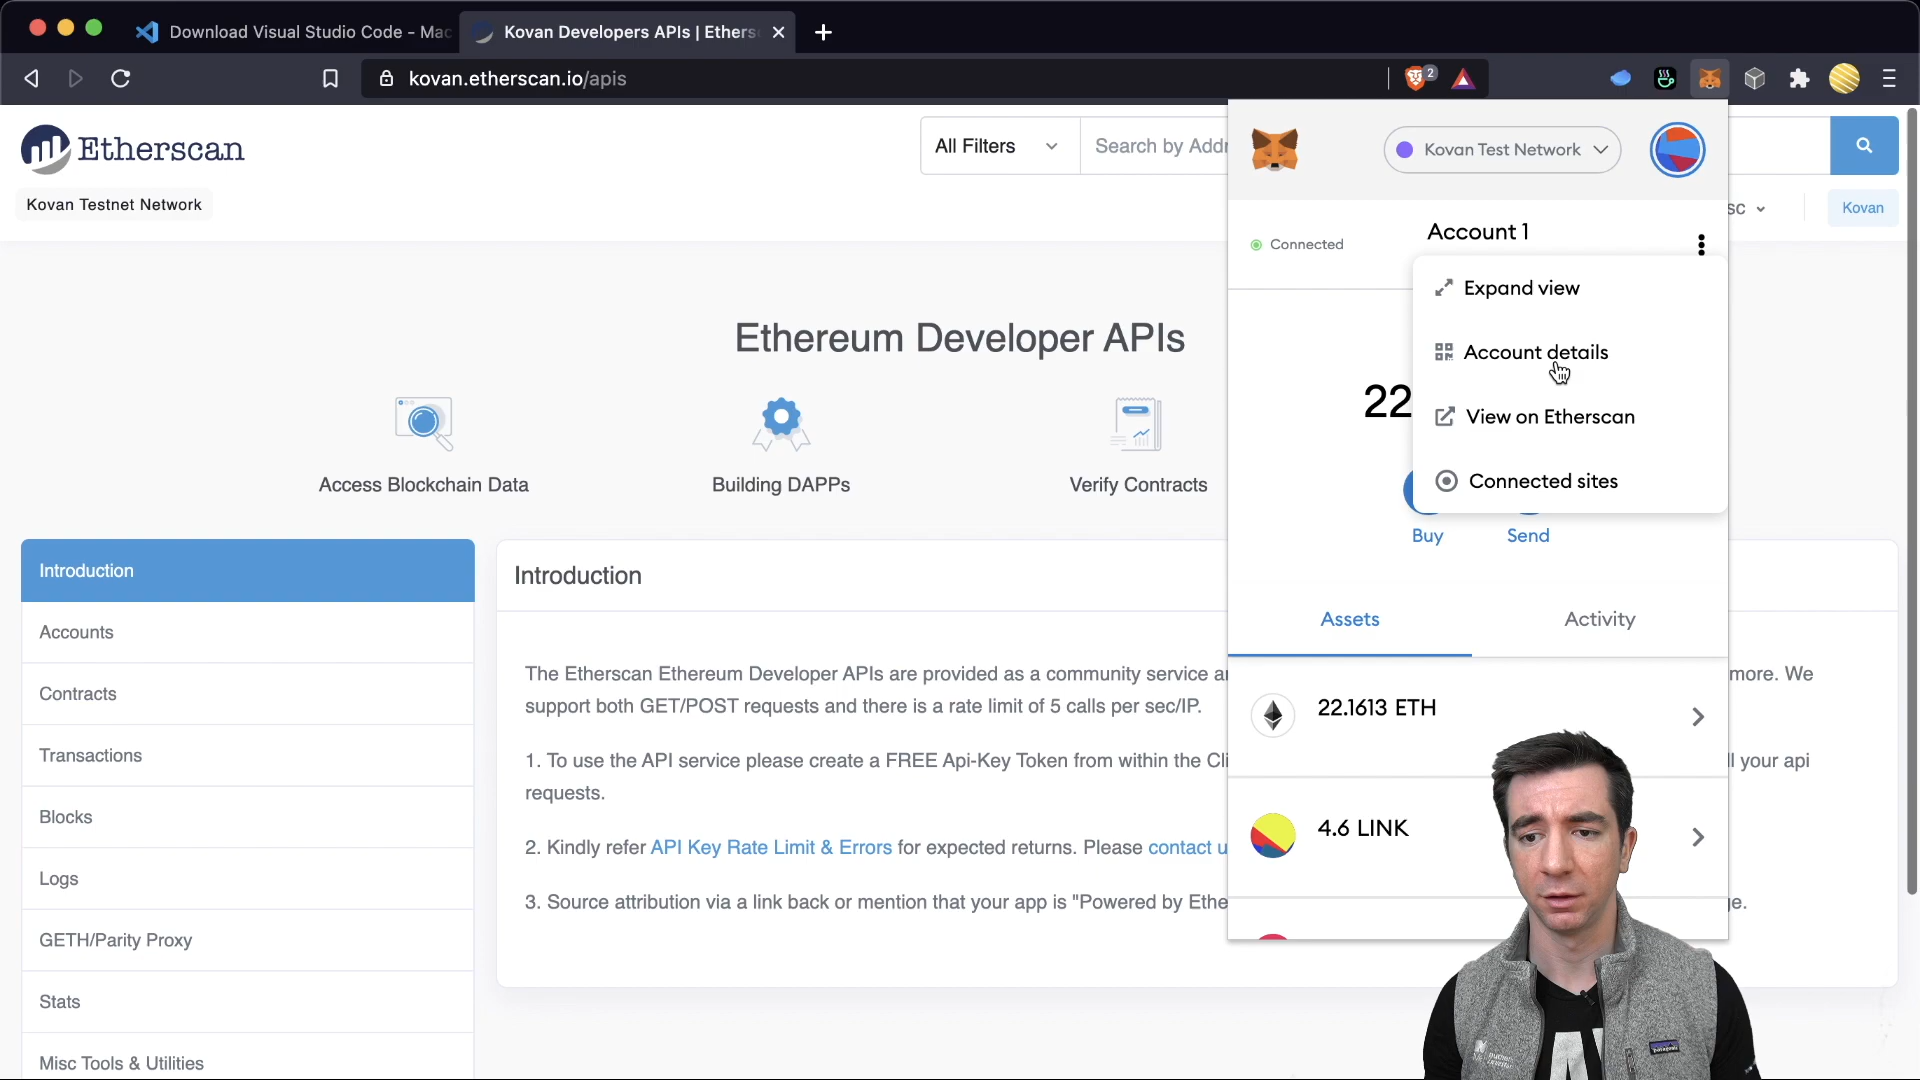 Download Visual Studio Code - Mac
Kovan Developers APIs | Ethers
kovan.etherscan.io/apis
2
Etherscan
Kovan Testnet Network
All Filters
Search by Addr
sc
Kovan
Kovan Test Network
Connected
Account 1
Expand view
Account details
View on Etherscan
Connected sites
22
Buy
Send
Assets
Activity
22.1613 ETH
4.6 LINK
Ethereum Developer APIs
Access Blockchain Data
Building DAPPs
Verify Contracts
Introduction
Accounts
Contracts
Transactions
Blocks
Logs
GETH/Parity Proxy
Stats
Misc Tools & Utilities
Introduction
The Etherscan Ethereum Developer APIs are provided as a community service a more. We
support both GET/POST requests and there is a rate limit of 5 calls per sec/IP.
1. To use the API service please create a FREE Api-Key Token from within the Cli ll your api
requests.
2. Kindly refer API Key Rate Limit & Errors for expected returns. Please contact u
3. Source attribution via a link back or mention that your app is "Powered by Ethe e.
patagonia